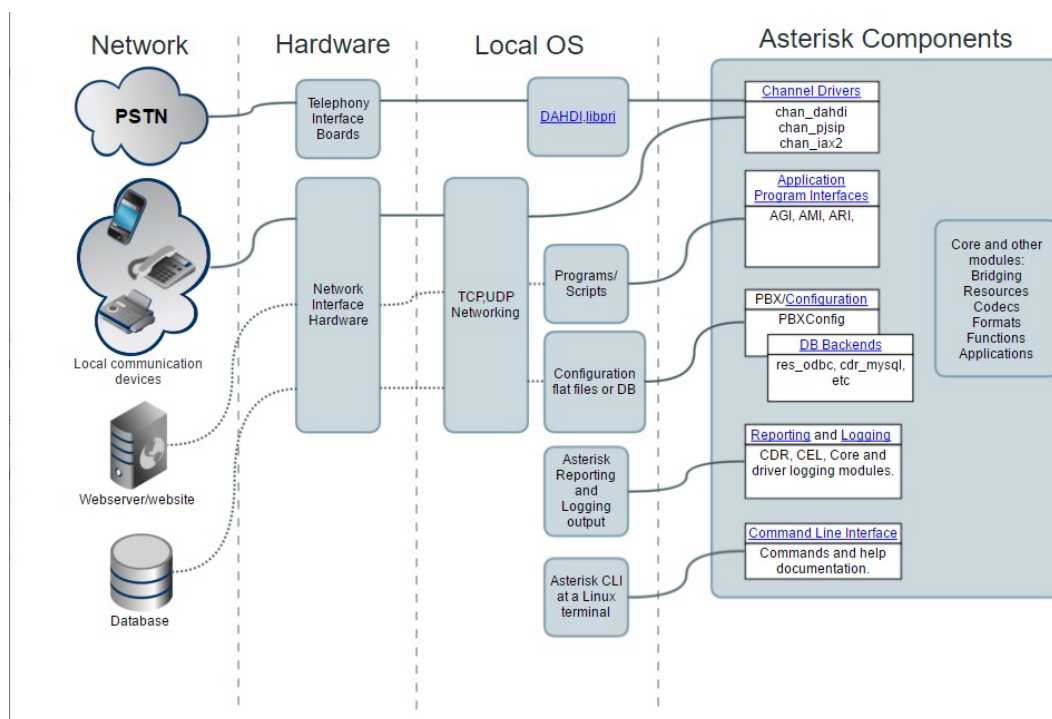 Network
Hardware
Local OS
Asterisk Components
PSTN
Telephony
Interface
Boards
DAHDI,libpri
Channel Drivers
chan_dahdi
chan_pjsip
chan_iax2
Application
Program Interfaces
AGI, AMI, ARI,
Local communication
devices
Network
Interface
Hardware
TCP,UDP
Networking
Programs/
Scripts
Configuration
flat files or DB
PBX/Configuration
PBXConfig
DB Backends
res_odbc, cdr_mysql,
etc
Core and other
modules:
Bridging
Resources
Codecs
Formats
Functions
Applications
Webserver/website
Asterisk
Reporting
and
Logging
output
Reporting and Logging
CDR, CEL, Core and
driver logging modules.
Database
Asterisk CLI
at a Linux
terminal
Command Line Interface
Commands and help
documentation.